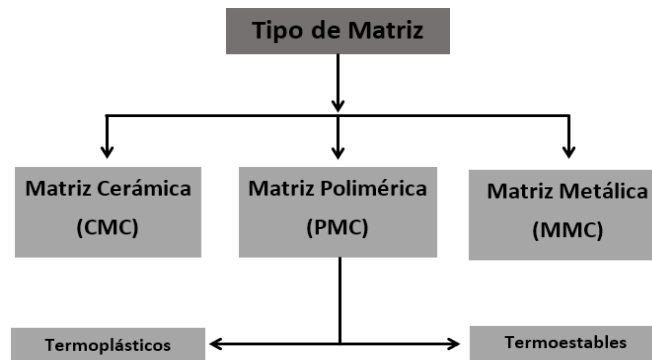 Tipo de Matriz
Matriz Cerámica
(CMC)
Matriz Polimérica
(PMC)
Matriz Metálica
(MMC)
Termoplásticos
Termoestables